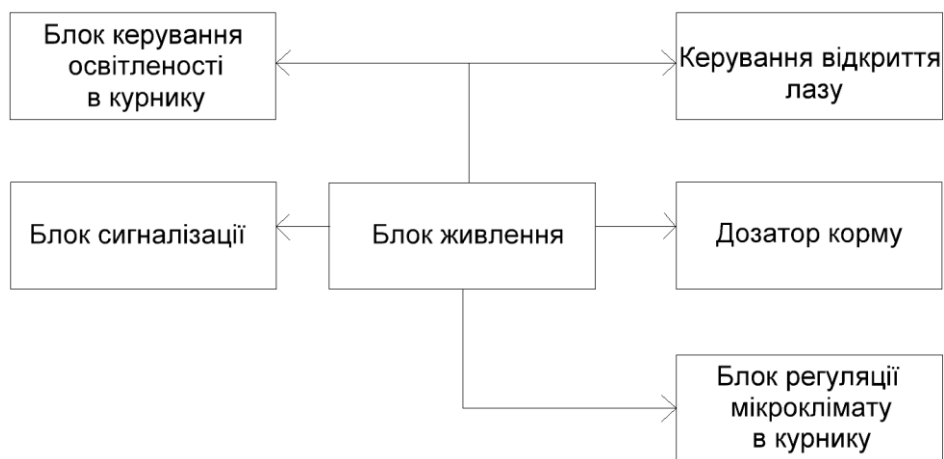 Блок керування
освітленості
в курнику
Керування відкриття
лазу
Блок сигналізації
Блок живлення
Дозатор корму
Блок регуляції
мікроклімату
в курнику